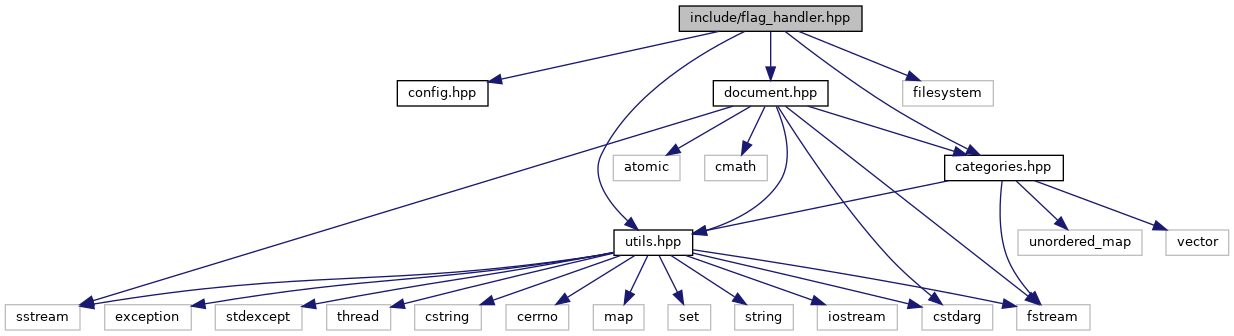 include/flag_handler.hpp
config.hpp
document.hpp
filesystem
atomic
cmath
categories.hpp
utils.hpp
unordered_map
vector
sstream
exception
stdexcept
thread
cstring
cerrno
map
set
string
iostream
cstdarg
fstream